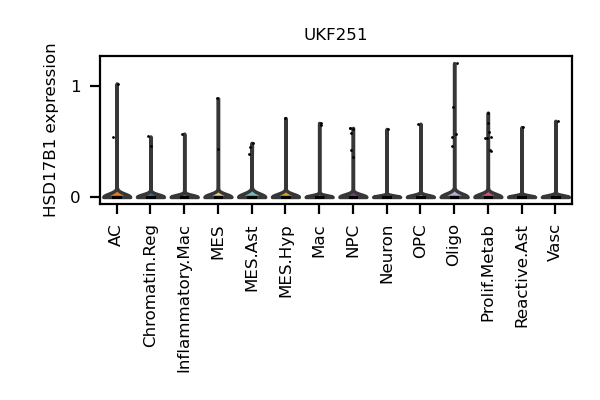 UKF251
HSD17B1 expression
1
0
AC
Chromatin.Reg
Inflammatory.Mac
MES
MES.Ast
MES.Hyp
Mac
NPC
Neuron
OPC
Oligo
Prolif.Metab
Reactive.Ast
Vasc